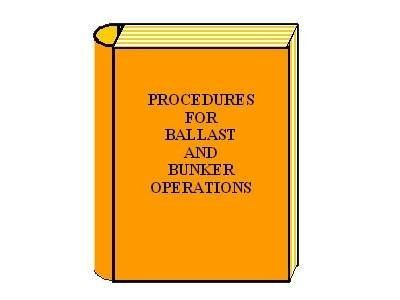 PROCEDURES
FOR
BALLAST
AND
BUNKER
OPERATIONS